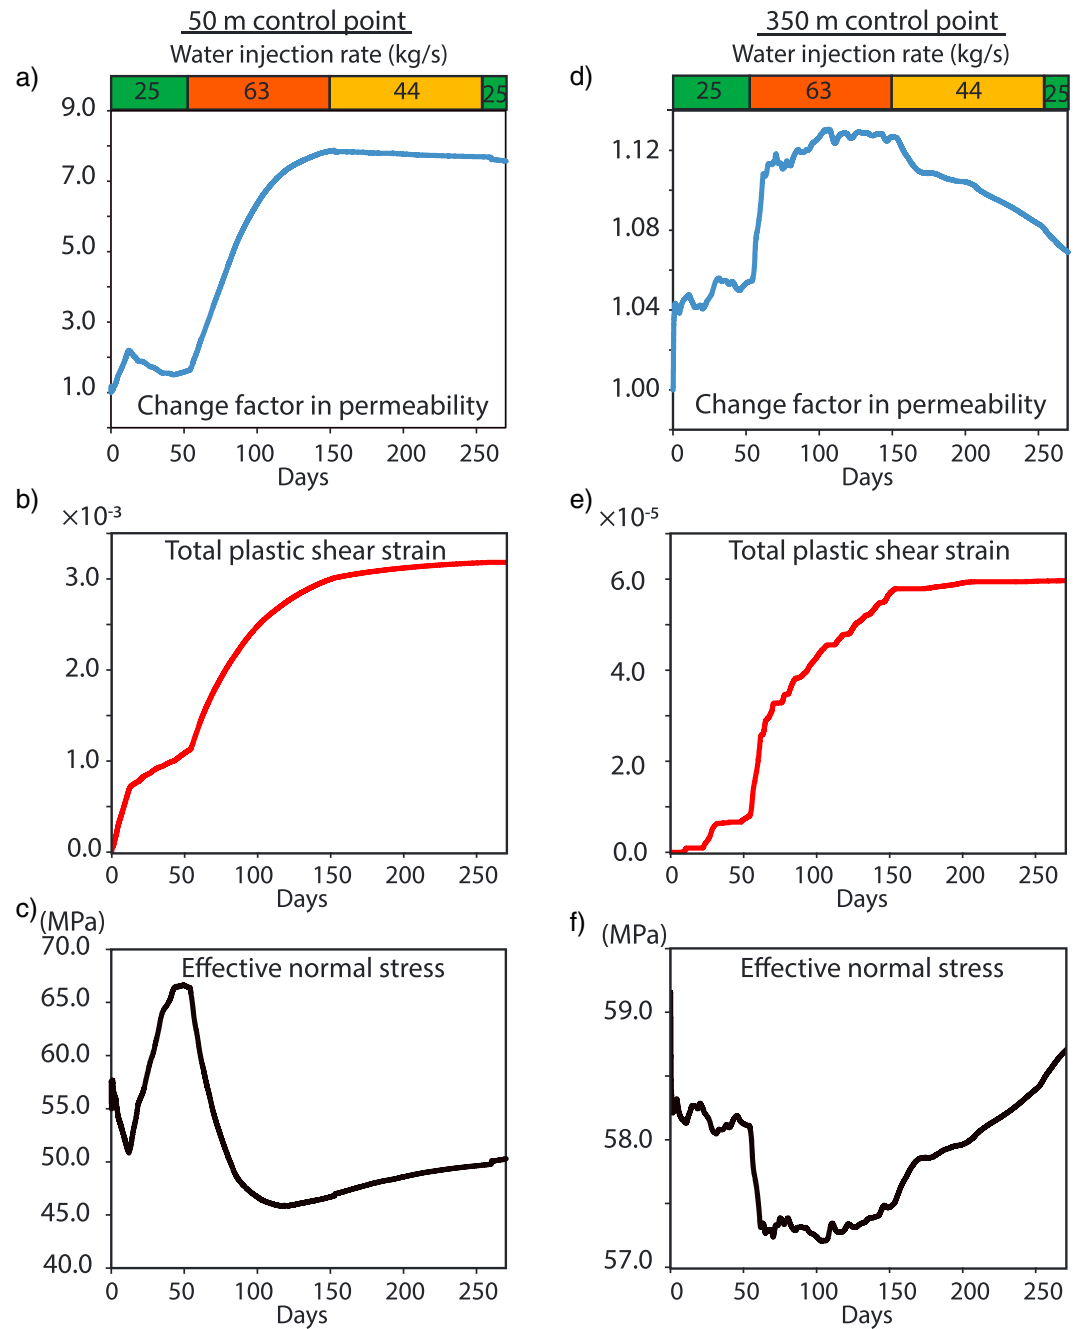 50 m control point
Water injection rate (kg/s)
a)
25 63 44 25
9.0
7.0
5.0
3.0
1.0
Change factor in permeability
0 50 100 150 200 250
Days
b)
×10-3
Total plastic shear strain
3.0
2.0
1.0
0.0
0 50 100 150 200 250
Days
c)
(MPa)
70.0
Effective normal stress
65.0
60.0
55.0
50.0
45.0
40.0
0 50 100 150 200 250
Days
350 m control point
Water injection rate (kg/s)
d)
25 63 44 25
1.12
1.08
1.04
1.00
Change factor in permeability
0 50 100 150 200 250
Days
e)
×10-5
Total plastic shear strain
6.0
4.0
2.0
0.0
0 50 100 150 200 250
Days
f)
(MPa)
Effective normal stress
59.0
58.0
57.0
0 50 100 150 200 250
Days